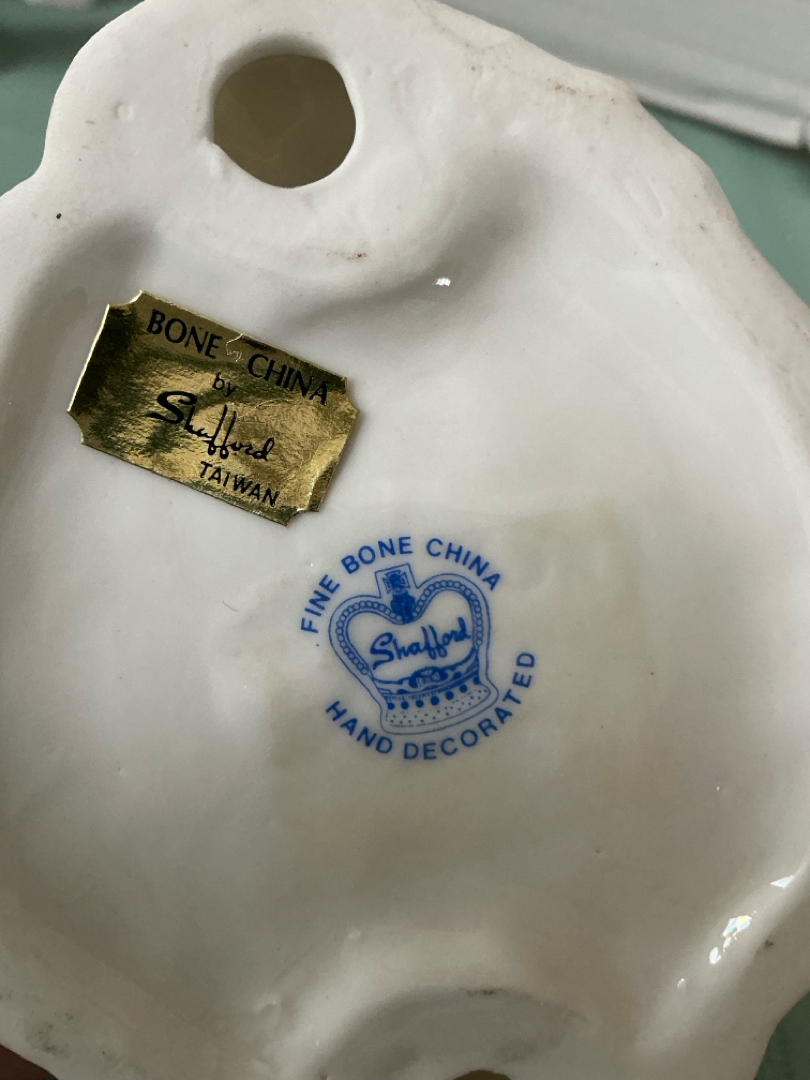 BONE CHINA
by
Shafford
TAIWAN
FINE BONE CHINA
Shafford
HAND DECORATED